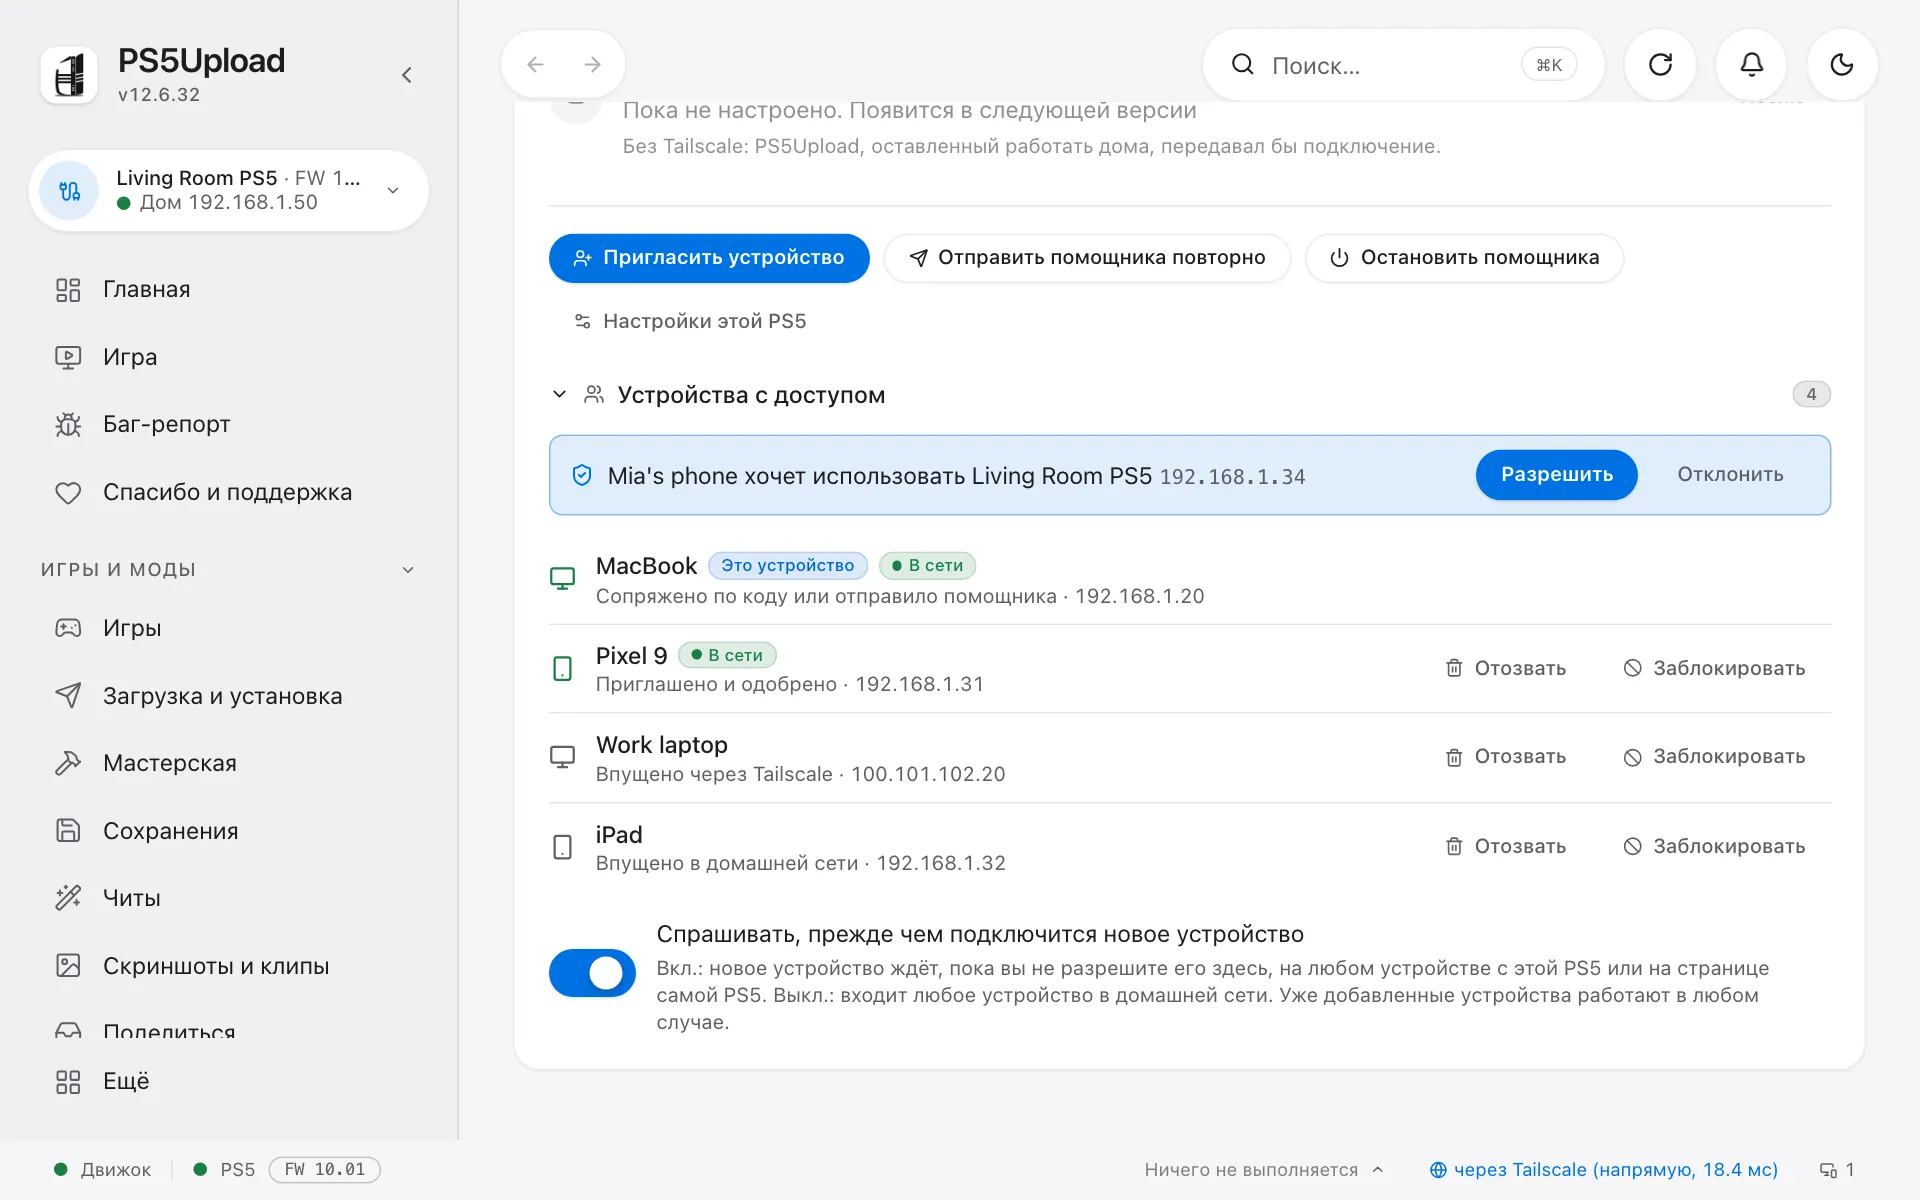 PS5Upload
v12.6.32
Living Room PS5 · FW 1...
Дом 192.168.1.50
Главная
Игра
Баг-репорт
Спасибо и поддержка
ИГРЫ И МОДЫ
Игры
Загрузка и установка
Мастерская
Сохранения
Читы
Скриншоты и клипы
Поделиться
Ещё
Поиск...
⌘K
Пока не настроено. Появится в следующей версии
Без Tailscale: PS5Upload, оставленный работать дома, передавал бы подключение.
Пригласить устройство
Отправить помощника повторно
Остановить помощника
Настройки этой PS5
Устройства с доступом
4
Mia's phone хочет использовать Living Room PS5 192.168.1.34
Разрешить
Отклонить
MacBook
Это устройство
В сети
Сопряжено по коду или отправило помощника · 192.168.1.20
Pixel 9
В сети
Приглашено и одобрено · 192.168.1.31
Отозвать
Заблокировать
Work laptop
Впущено через Tailscale · 100.101.102.20
Отозвать
Заблокировать
iPad
Впущено в домашней сети · 192.168.1.32
Отозвать
Заблокировать
Спрашивать, прежде чем подключится новое устройство
Вкл.: новое устройство ждёт, пока вы не разрешите его здесь, на любом устройстве с этой PS5 или на странице
самой PS5. Выкл.: входит любое устройство в домашней сети. Уже добавленные устройства работают в любом
случае.
Движок
PS5
FW 10.01
Ничего не выполняется
через Tailscale (напрямую, 18.4 мс)
1